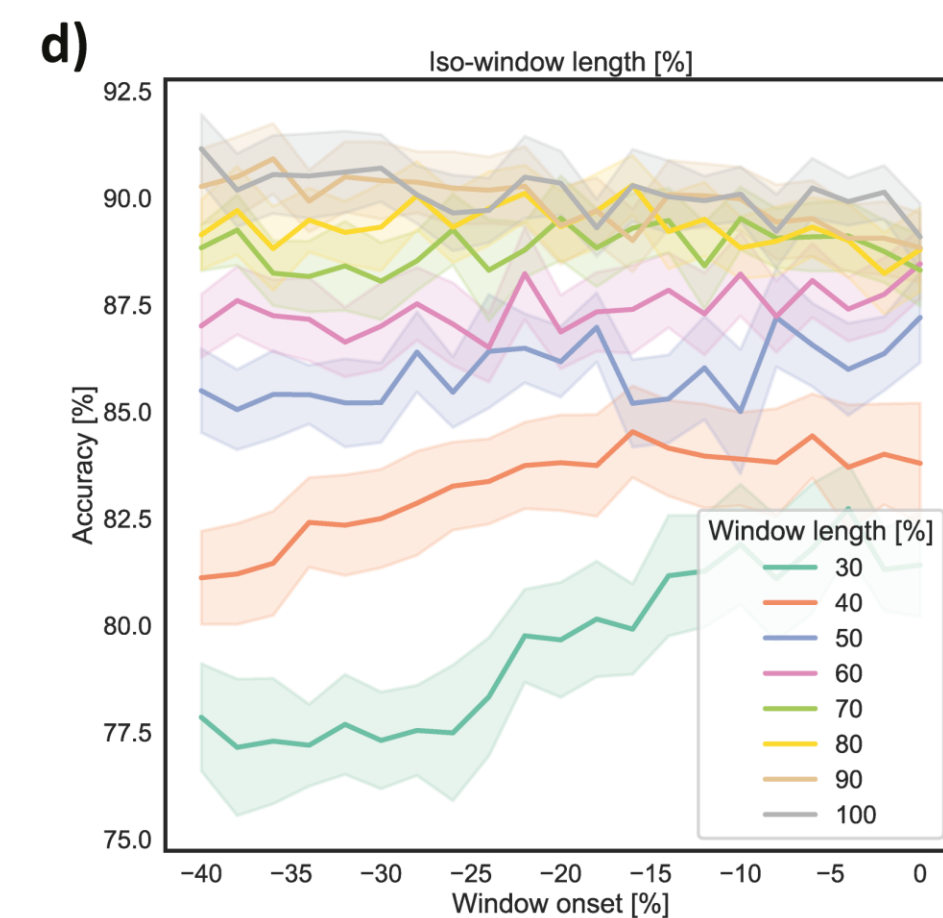 d)
Iso-window length [%]
92.5
90.0
87.5
85.0
82.5
80.0
77.5
75.0
Accuracy [%]
Window length [%]
30
40
50
60
70
80
90
100
−40 −35 −30 −25 −20 −15 −10 −5 0
Window onset [%]